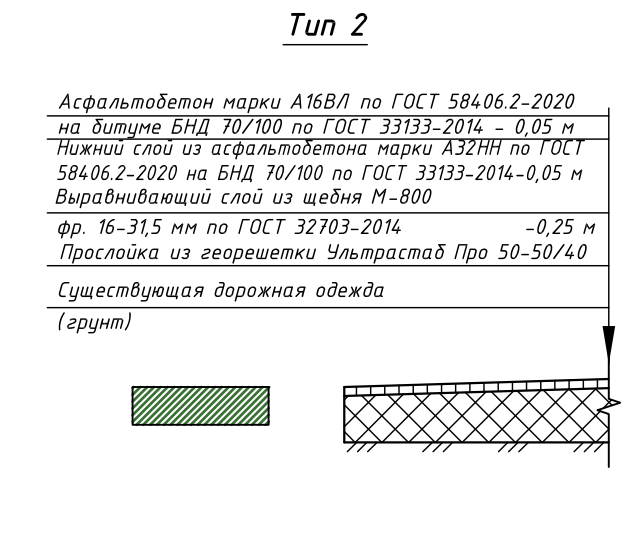 Тип 2
Асфальтобетон марки А16ВЛ по ГОСТ 58406.2-2020
на битуме БНД 70/100 по ГОСТ 33133-2014 - 0,05 м
Нижний слой из асфальтобетона марки А32НН по ГОСТ
58406.2-2020 на БНД 70/100 по ГОСТ 33133-2014-0,05 м
Выравнивающий слой из щебня М-800
фр. 16-31,5 мм по ГОСТ 32703-2014 -0,25 м
Прослойка из георешетки Ультрастаб Про 50-50/40
Существующая дорожная одежда
(грунт)